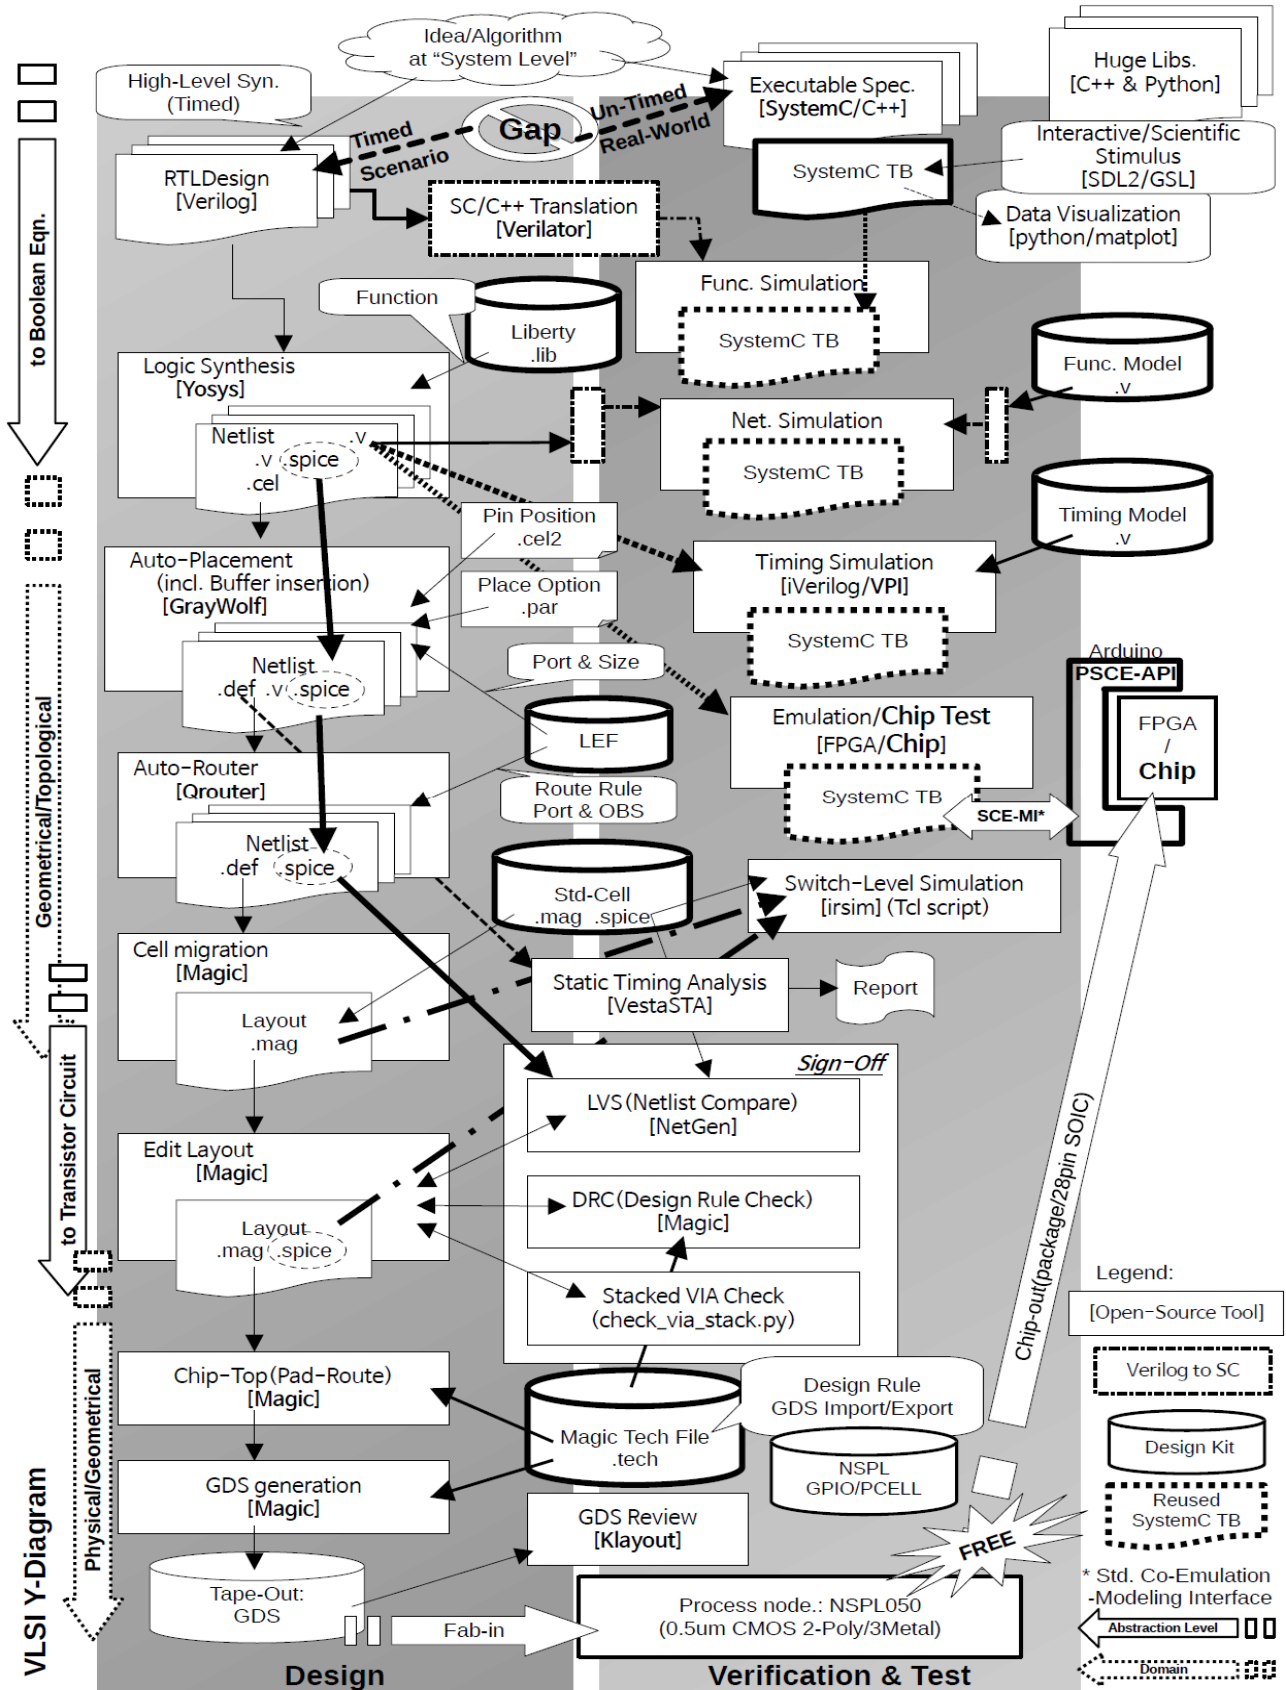 Idea/Algorithm
at “System Level”
High-Level Syn.
(Timed)
Executable Spec.
[SystemC/C++]
Huge Libs.
[C++ & Python]
Gap
Timed
Scenario
Un-Timed
Real-World
SystemC TB
Interactive/Scientific
Stimulus
[SDL2/GSL]
Data Visualization
[python/matplot]
RTLDesign
[Verilog]
SC/C++ Translation
[Verilator]
Func. Simulation
SystemC TB
Function
Liberty
.lib
Func. Model
.v
to Boolean Eqn.
Logic Synthesis
[Yosys]
Netlist
.v
.v
.spice
.cel
Net. Simulation
SystemC TB
Timing Model
.v
Pin Position
.cel2
Auto-Placement
(incl. Buffer insertion)
[GrayWolf]
Place Option
.par
Timing Simulation
[iVerilog/VPI]
SystemC TB
Netlist
.def .v .spice
Port & Size
Arduino
PSCE-API
FPGA
/
Chip
LEF
Emulation/Chip Test
[FPGA/Chip]
SystemC TB
SCE-MI*
Geometrical/Topological
Auto-Router
[Qrouter]
Route Rule
Port & OBS
Netlist
.def .spice
Std-Cell
.mag .spice
Switch-Level Simulation
[irsim] (Tcl script)
Cell migration
[Magic]
Layout
.mag
Static Timing Analysis
[VestaSTA]
Report
Sign-Off
LVS(Netlist Compare)
[NetGen]
to Transistor Circuit
Edit Layout
[Magic]
Layout
.mag .spice
DRC(Design Rule Check)
[Magic]
Stacked VIA Check
(check_via_stack.py)
Chip-out(package/28pin SOIC)
Legend:
[Open-Source Tool]
Verilog to SC
Design Kit
Reused
SystemC TB
* Std. Co-Emulation
-Modeling Interface
Abstraction Level
Domain
Chip-Top(Pad-Route)
[Magic]
Magic Tech File
.tech
Design Rule
GDS Import/Export
NSPL
GPIO/PCELL
Physical/Geometrical
GDS generation
[Magic]
GDS Review
[Klayout]
FREE
Tape-Out:
GDS
Fab-in
Process node.: NSPL050
(0.5um CMOS 2-Poly/3Metal)
VLSI Y-Diagram
Design
Verification & Test